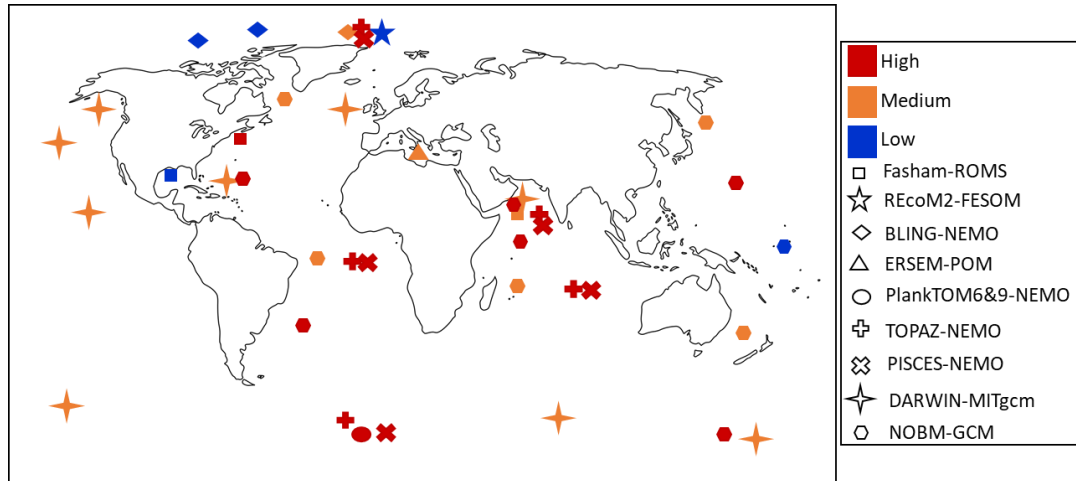 High
Medium
Low
Fasham-ROMS
REcoM2-FESOM
BLING-NEMO
ERSEM-POM
PlankTOM6&9-NEMO
TOPAZ-NEMO
PISCES-NEMO
DARWIN-MITgcm
NOBM-GCM